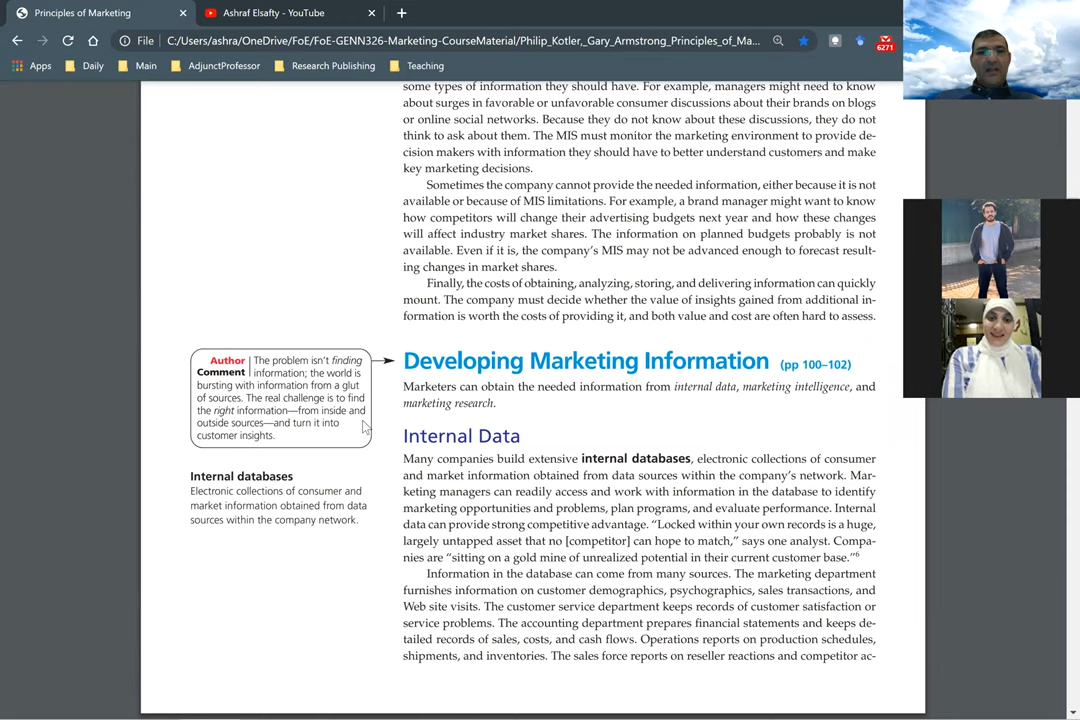 Principles of Marketing
Ashraf Elsafty - YouTube
File
C:/Users/ashra/OneDrive/FoE/FoE-GENN326-Marketing-CourseMaterial/Philip_Kotler,_Gary_Armstrong_Principles_of_Ma...
6271
Apps
Daily
Main
AdjunctProfessor
Research Publishing
Teaching
some types of information they should have. For example, managers might need to know
about surges in favorable or unfavorable consumer discussions about their brands on blogs
or online social networks. Because they do not know about these discussions, they do not
think to ask about them. The MIS must monitor the marketing environment to provide de-
cision makers with information they should have to better understand customers and make
key marketing decisions.
Sometimes the company cannot provide the needed information, either because it is not
available or because of MIS limitations. For example, a brand manager might want to know
how competitors will change their advertising budgets next year and how these changes
will affect industry market shares. The information on planned budgets probably is not
available. Even if it is, the company's MIS may not be advanced enough to forecast result-
ing changes in market shares.
Finally, the costs of obtaining, analyzing, storing, and delivering information can quickly
mount. The company must decide whether the value of insights gained from additional in-
formation is worth the costs of providing it, and both value and cost are often hard to assess.
Author The problem isn't finding
Comment information; the world is
bursting with information from a glut
of sources. The real challenge is to find
the right information—from inside and
outside sources—and turn it into
customer insights.
Developing Marketing Information (pp 100–102)
Marketers can obtain the needed information from internal data, marketing intelligence, and
marketing research.
Internal Data
Many companies build extensive internal databases, electronic collections of consumer
and market information obtained from data sources within the company's network. Mar-
keting managers can readily access and work with information in the database to identify
marketing opportunities and problems, plan programs, and evaluate performance. Internal
data can provide strong competitive advantage. "Locked within your own records is a huge,
largely untapped asset that no [competitor] can hope to match," says one analyst. Compa-
nies are "sitting on a gold mine of unrealized potential in their current customer base."6
Information in the database can come from many sources. The marketing department
furnishes information on customer demographics, psychographics, sales transactions, and
Web site visits. The customer service department keeps records of customer satisfaction or
service problems. The accounting department prepares financial statements and keeps de-
tailed records of sales, costs, and cash flows. Operations reports on production schedules,
shipments, and inventories. The sales force reports on reseller reactions and competitor ac-
Internal databases
Electronic collections of consumer and
market information obtained from data
sources within the company network.